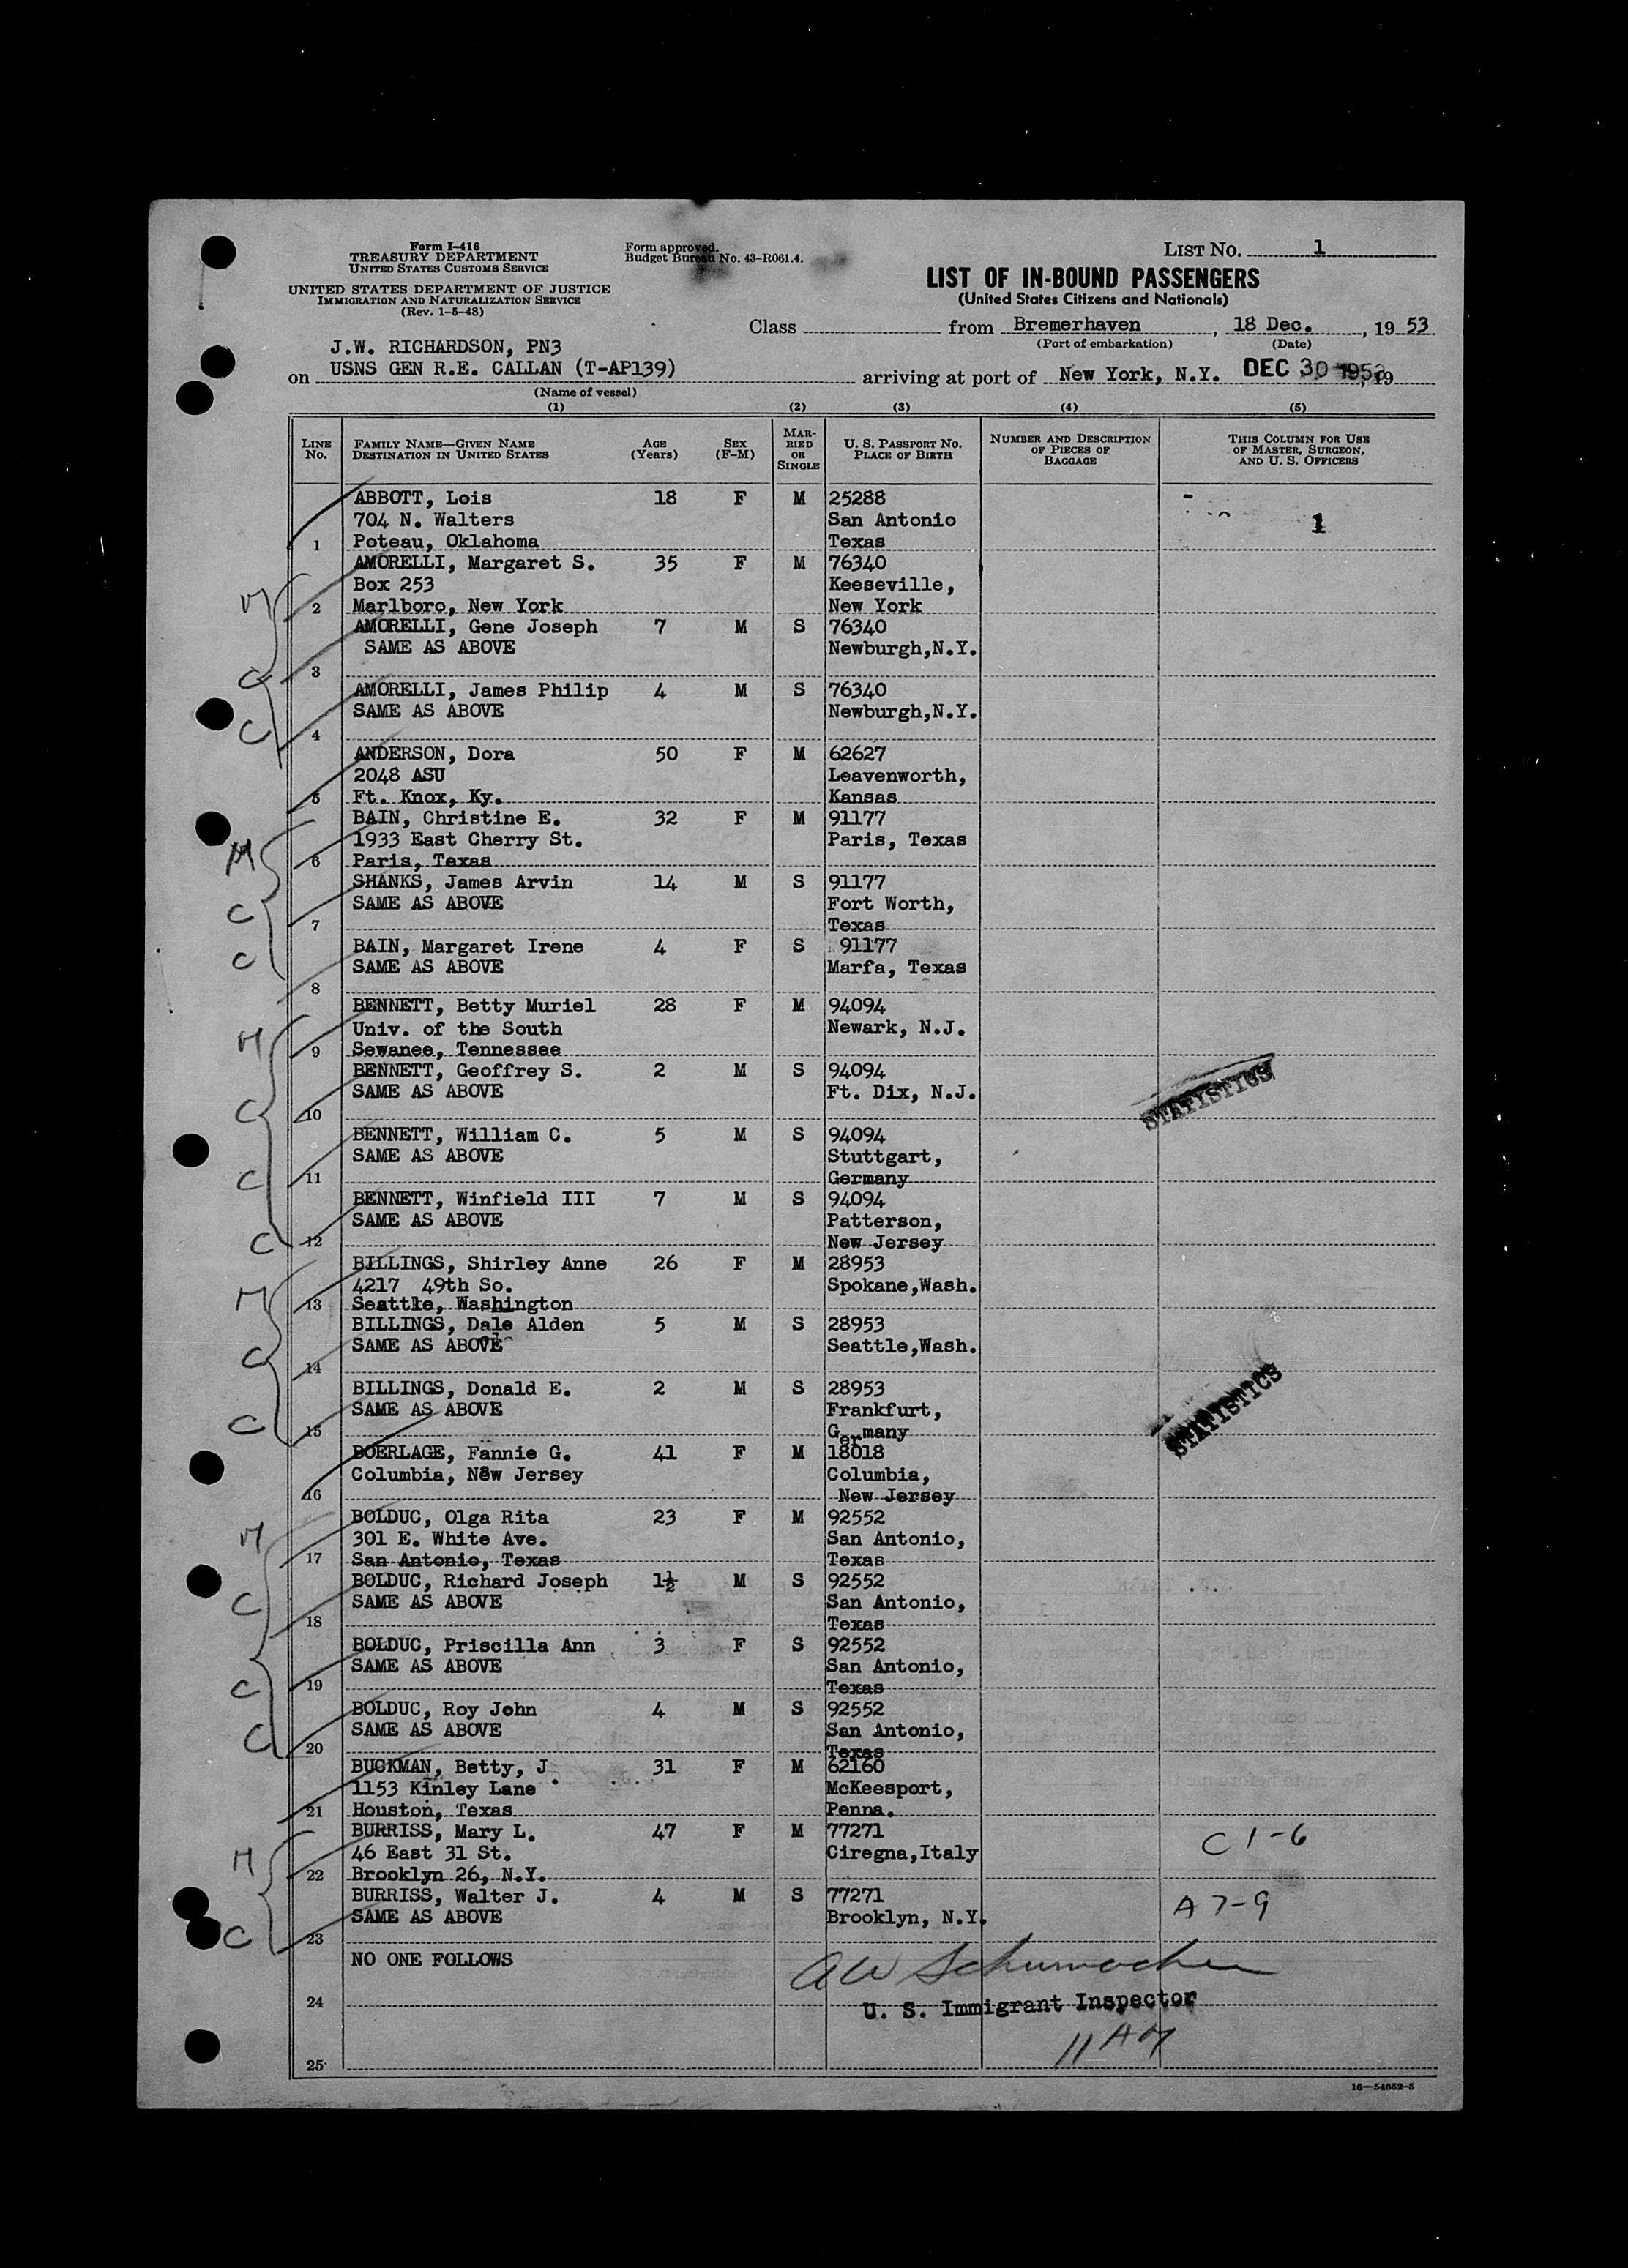 Form I-416
TREASURY DEPARTMENT
UNITED STATES CUSTOMS SERVICE
UNITED STATES DEPARTMENT OF JUSTICE
IMMIGRATION AND NATURALIZATION SERVICE
(Rev. 1-5-48)
Form approved.
Budget Bureau No. 43-R061.4.
LIST NO. 1
LIST OF IN-BOUND PASSENGERS
(United States Citizens and Nationals)
Class from Bremerhaven, 18 Dec., 19 53
(Port of embarkation) (Date)
J.W. RICHARDSON, PN3
on USNS GEN R.E. CALLAN (T-AP139) arriving at port of New York, N.Y. DEC 30 1953, 19
(Name of vessel)
(1) (2) (3) (4) (5)
LINE NO. FAMILY NAME—GIVEN NAME DESTINATION IN UNITED STATES AGE (Years) SEX (F-M) MARRIED OR SINGLE U. S. PASSPORT NO. PLACE OF BIRTH NUMBER AND DESCRIPTION OF PIECES OF BAGGAGE THIS COLUMN FOR USE OF MASTER, SURGEON, AND U. S. OFFICERS
ABBOTT, Lois 18 F M 25288
704 N. Walters San Antonio 1
1 Poteau, Oklahoma Texas
AMORELLI, Margaret S. 35 F M 76340
Box 253 Keeseville,
M 2 Marlboro, New York New York
AMORELLI, Gene Joseph 7 M S 76340
SAME AS ABOVE Newburgh,N.Y.
C 3
AMORELLI, James Philip 4 M S 76340
SAME AS ABOVE Newburgh,N.Y.
C 4
ANDERSON, Dora 50 F M 62627
2048 ASU Leavenworth,
5 Ft. Knox, Ky. Kansas
BAIN, Christine E. 32 F M 91177
1933 East Cherry St. Paris, Texas
M 6 Paris, Texas
SHANKS, James Arvin 14 M S 91177
C SAME AS ABOVE Fort Worth,
7 Texas
BAIN, Margaret Irene 4 F S 91177
C SAME AS ABOVE Marfa, Texas
8
BENNETT, Betty Muriel 28 F M 94094
Univ. of the South Newark, N.J.
M 9 Sewanee, Tennessee
BENNETT, Geoffrey S. 2 M S 94094
SAME AS ABOVE Ft. Dix, N.J. STATISTICS
C 10
BENNETT, William C. 5 M S 94094
SAME AS ABOVE Stuttgart,
C 11 Germany
BENNETT, Winfield III 7 M S 94094
SAME AS ABOVE Patterson,
C 12 New Jersey
BILLINGS, Shirley Anne 26 F M 28953
4217 49th So. Spokane,Wash.
M 13 Seattle, Washington
BILLINGS, Dale Alden 5 M S 28953
SAME AS ABOVE Seattle,Wash.
C 14
BILLINGS, Donald E. 2 M S 28953
SAME AS ABOVE Frankfurt, STATISTICS
C 15 Germany
BOERLAGE, Fannie G. 41 F M 18018
Columbia, New Jersey Columbia,
16 New Jersey
BOLDUC, Olga Rita 23 F M 92552
M 301 E. White Ave. San Antonio,
17 San Antonio, Texas Texas
BOLDUC, Richard Joseph 1½ M S 92552
C SAME AS ABOVE San Antonio,
18 Texas
BOLDUC, Priscilla Ann 3 F S 92552
SAME AS ABOVE San Antonio,
C 19 Texas
BOLDUC, Roy John 4 M S 92552
SAME AS ABOVE San Antonio,
C 20 Texas
BUCKMAN, Betty, J 31 F M 62160
1153 Kinley Lane McKeesport,
21 Houston, Texas Penna.
BURRISS, Mary L. 47 F M 77271 C 1-6
46 East 31 St. Ciregna,Italy
M 22 Brooklyn 26, N.Y.
BURRISS, Walter J. 4 M S 77271 A 7-9
SAME AS ABOVE Brooklyn, N.Y.
C 23
NO ONE FOLLOWS A W Schumacher
24 U. S. Immigrant Inspector
11 AM
25
16—54652-5